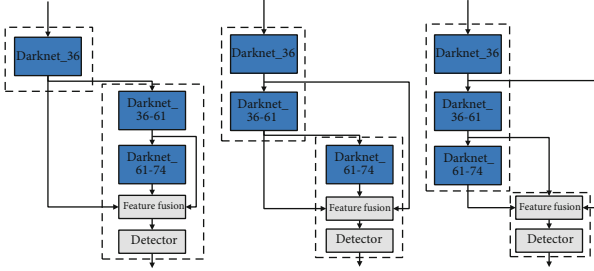 Darknet_36
Darknet_
36-61
Darknet_
61-74
Feature fusion
Detector
Darknet_36
Darknet_
36-61
Darknet_
61-74
Feature fusion
Detector
Darknet_36
Darknet_
36-61
Darknet_
61-74
Feature fusion
Detector